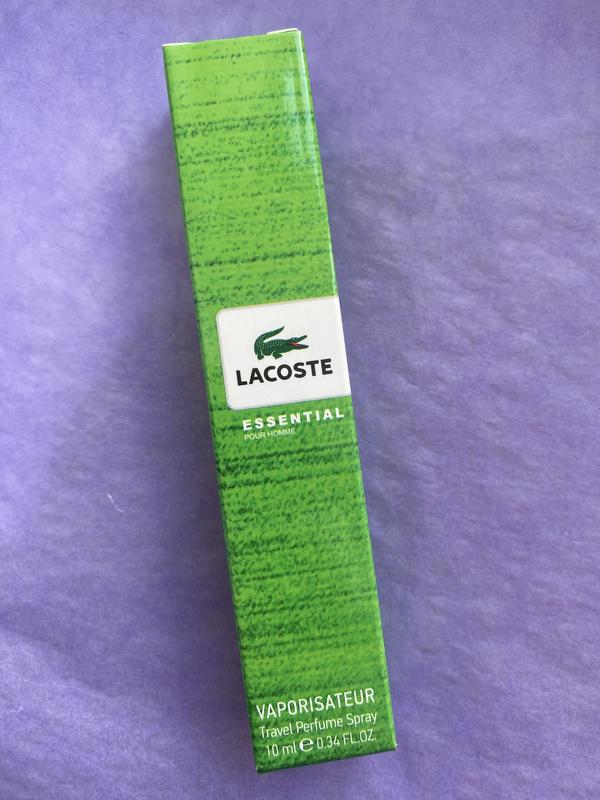 LACOSTE
ESSENTIAL
POUR HOMME
VAPORISATEUR
Travel Perfume Spray
10 ml ℮ 0.34 FL.OZ.